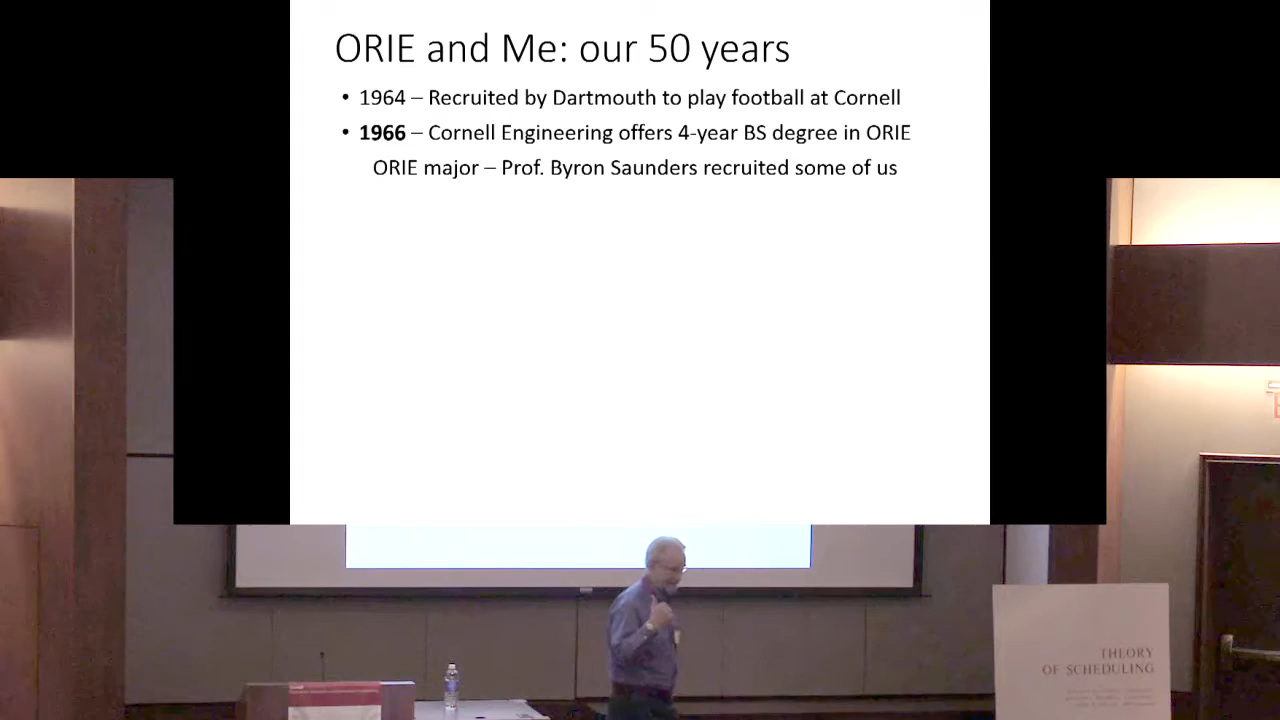 ORIE and Me: our 50 years
• 1964 – Recruited by Dartmouth to play football at Cornell
• 1966 – Cornell Engineering offers 4-year BS degree in ORIE
ORIE major – Prof. Byron Saunders recruited some of us
THEORY
OF SCHEDULING